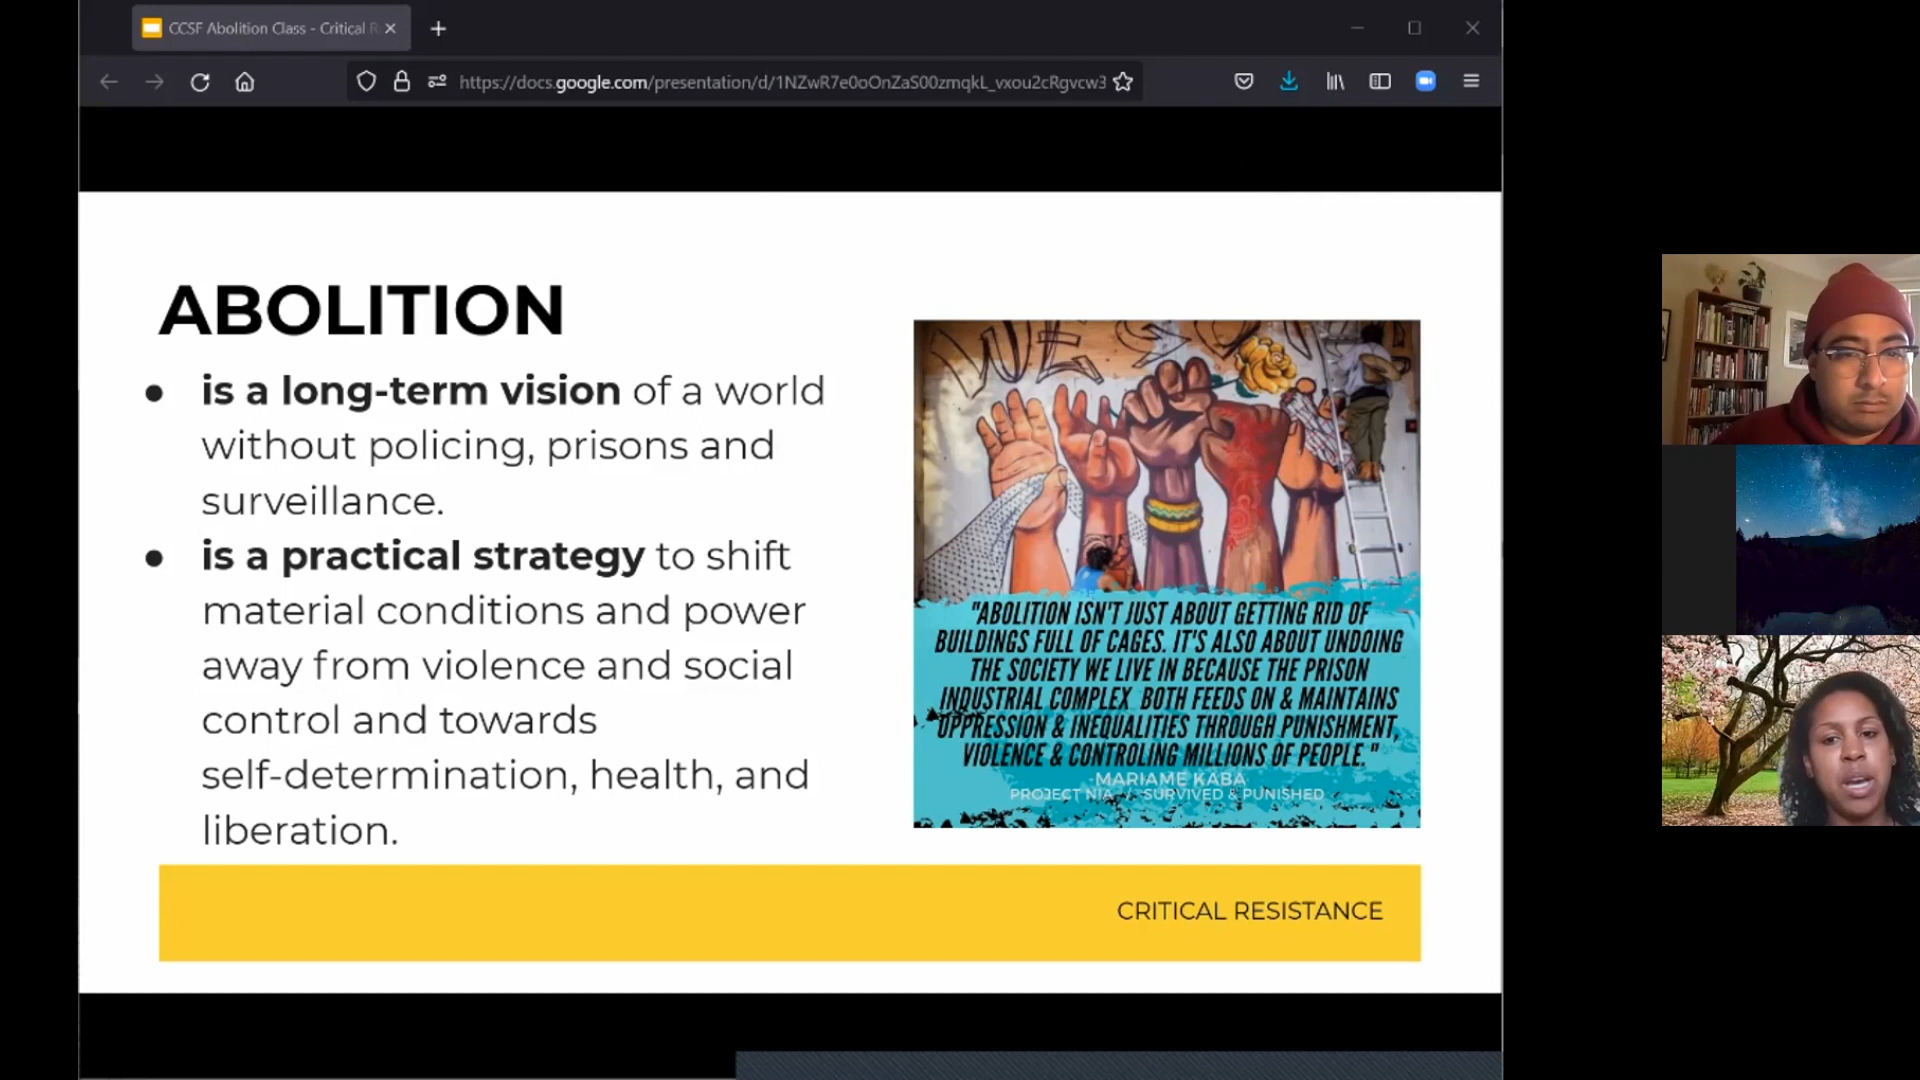 CCSF Abolition Class - Critical R
https://docs.google.com/presentation/d/1NZwR7e0oOnZaS00zmqkL_vxou2cRgvcw3
ABOLITION
● is a long-term vision of a world
without policing, prisons and
surveillance.
● is a practical strategy to shift
material conditions and power
away from violence and social
control and towards
self-determination, health, and
liberation.
WE
"ABOLITION ISN'T JUST ABOUT GETTING RID OF
BUILDINGS FULL OF CAGES. IT'S ALSO ABOUT UNDOING
THE SOCIETY WE LIVE IN BECAUSE THE PRISON
INDUSTRIAL COMPLEX BOTH FEEDS ON & MAINTAINS
OPPRESSION & INEQUALITIES THROUGH PUNISHMENT,
VIOLENCE & CONTROLING MILLIONS OF PEOPLE."
-MARIAME KABA
PROJECT NIA / SURVIVED & PUNISHED
CRITICAL RESISTANCE